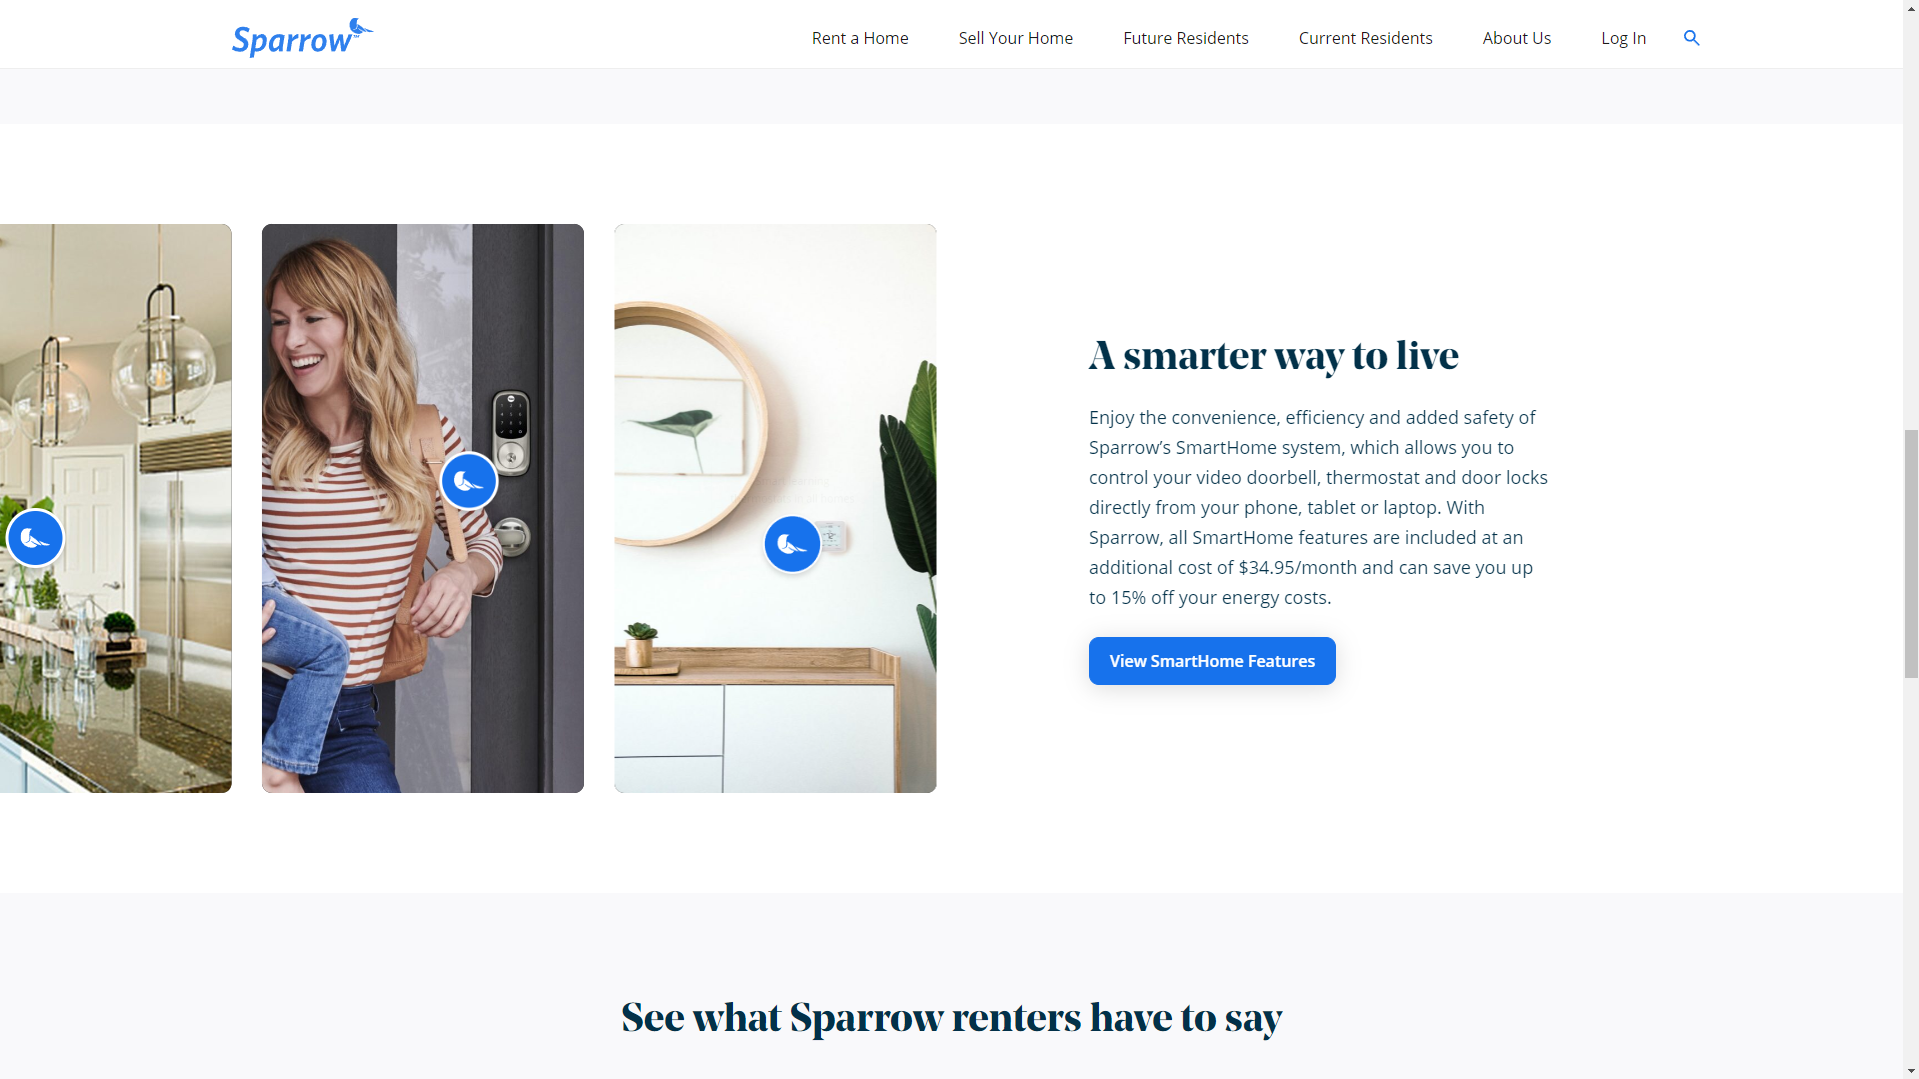 Sparrow™
Rent a Home
Sell Your Home
Future Residents
Current Residents
About Us
Log In
A smarter way to live
Enjoy the convenience, efficiency and added safety of
Sparrow’s SmartHome system, which allows you to
control your video doorbell, thermostat and door locks
directly from your phone, tablet or laptop. With
Sparrow, all SmartHome features are included at an
additional cost of $34.95/month and can save you up
to 15% off your energy costs.
View SmartHome Features
See what Sparrow renters have to say